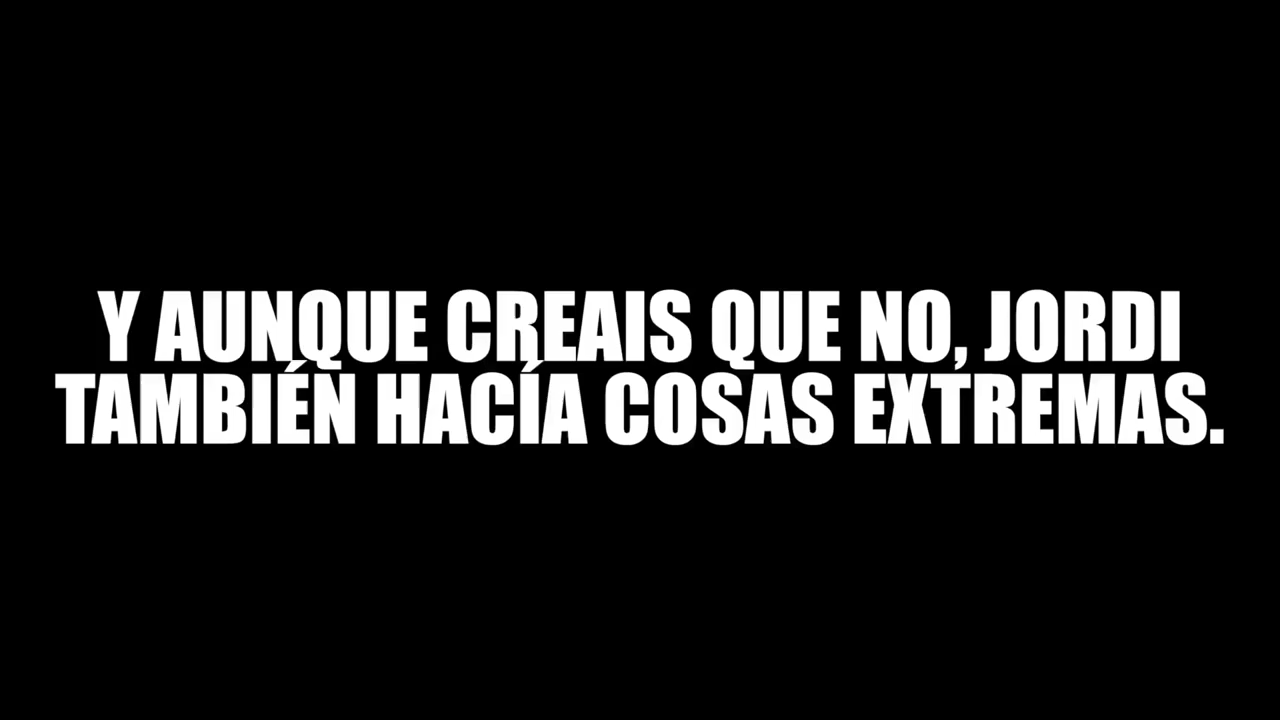 Y AUNQUE CREAIS QUE NO, JORDI
TAMBIÉN HACÍA COSAS EXTREMAS.